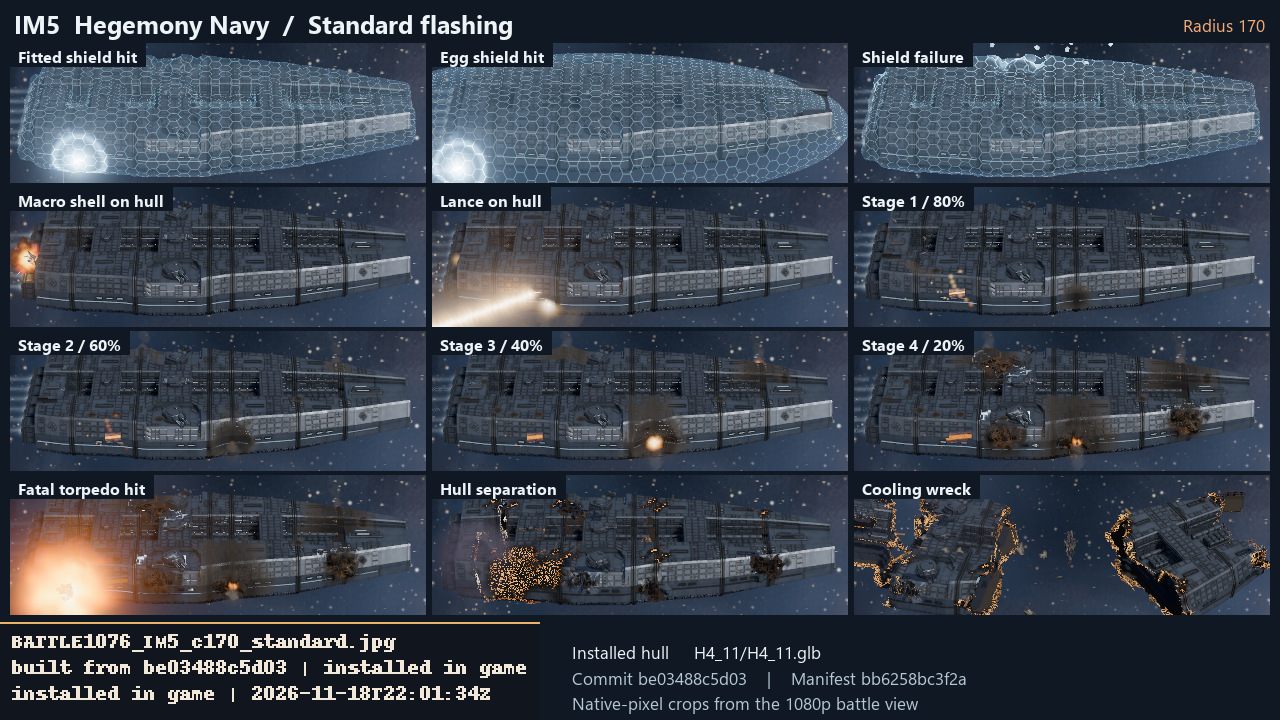 IM5 Hegemony Navy / Standard flashing
Radius 170
Fitted shield hit
Egg shield hit
Shield failure
Macro shell on hull
Lance on hull
Stage 1 / 80%
Stage 2 / 60%
Stage 3 / 40%
Stage 4 / 20%
Fatal torpedo hit
Hull separation
Cooling wreck
BATTLE1076_IM5_c170_standard.jpg
built from be03488c5d03 | installed in game
installed in game | 2026-11-18T22:01:34Z
Installed hull H4_11/H4_11.glb
Commit be03488c5d03 | Manifest bb6258bc3f2a
Native-pixel crops from the 1080p battle view